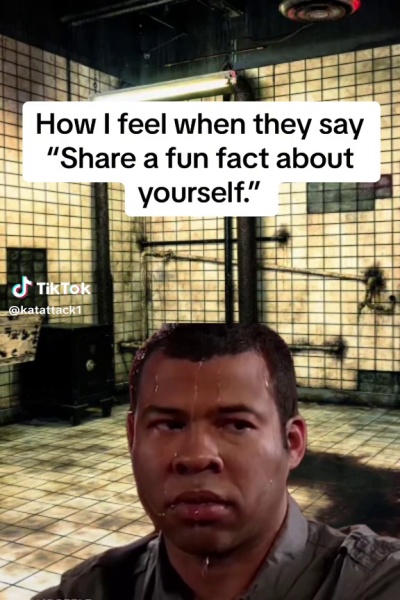 How I feel when they say
“Share a fun fact about
yourself.”
TikTok
@katattack1